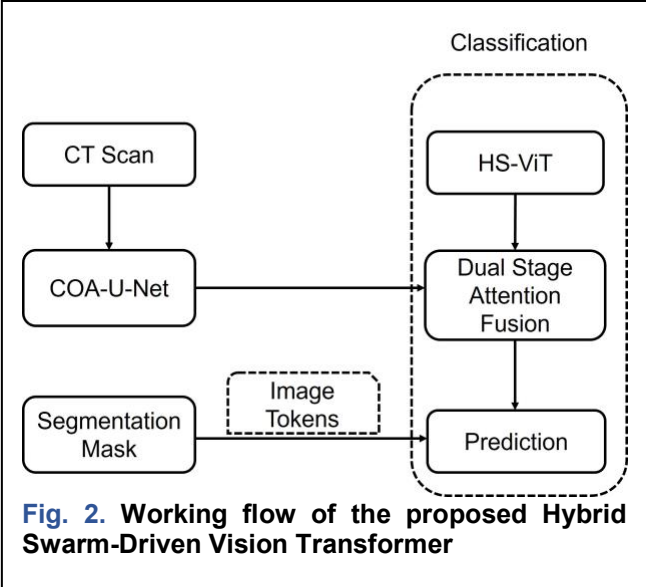 Classification
CT Scan
HS-ViT
COA-U-Net
Dual Stage
Attention
Fusion
Image
Tokens
Segmentation
Mask
Prediction
Fig. 2. Working flow of the proposed Hybrid
Swarm-Driven Vision Transformer